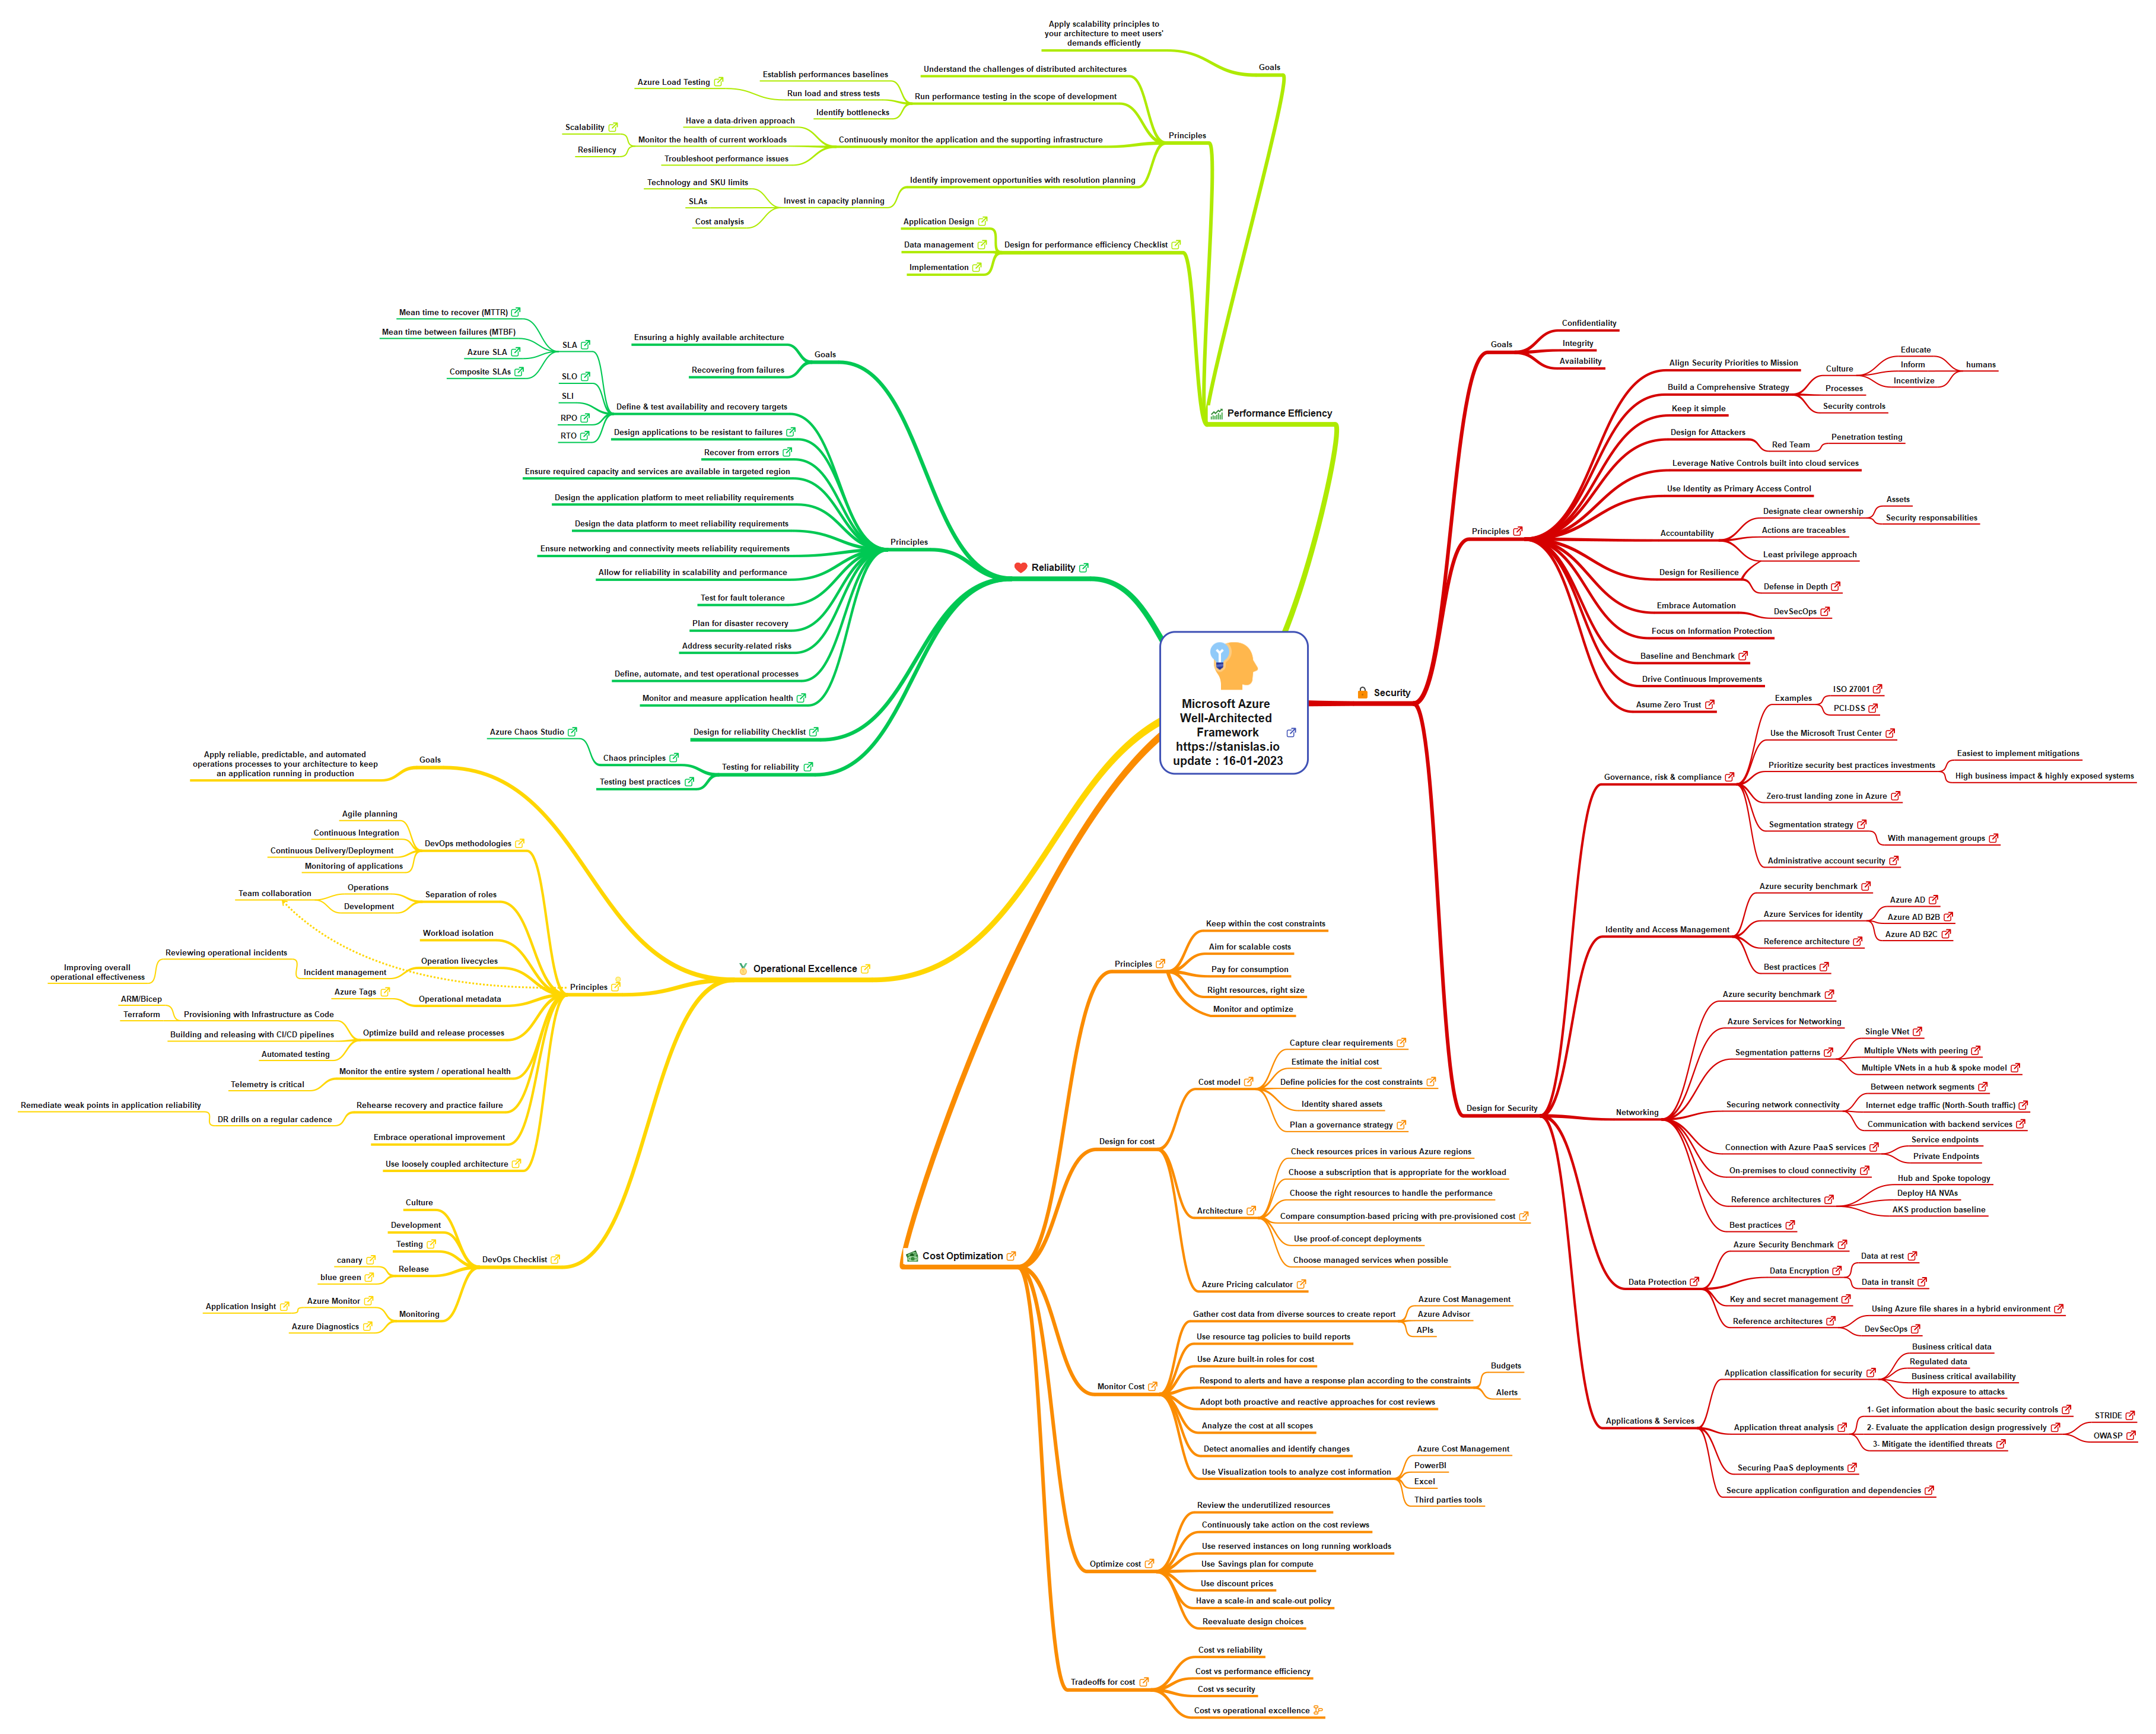 Microsoft Azure
Well-Architected
Framework
https://stanislas.io
update : 16-01-2023
Performance Efficiency
Goals
Apply scalability principles to
your architecture to meet users'
demands efficiently
Principles
Understand the challenges of distributed architectures
Run performance testing in the scope of development
Establish performances baselines
Run load and stress tests
Azure Load Testing
Identify bottlenecks
Continuously monitor the application and the supporting infrastructure
Have a data-driven approach
Monitor the health of current workloads
Scalability
Resiliency
Troubleshoot performance issues
Identify improvement opportunities with resolution planning
Invest in capacity planning
Technology and SKU limits
SLAs
Cost analysis
Design for performance efficiency Checklist
Application Design
Data management
Implementation
Reliability
Goals
Ensuring a highly available architecture
Recovering from failures
Principles
Define & test availability and recovery targets
SLA
Mean time to recover (MTTR)
Mean time between failures (MTBF)
Azure SLA
Composite SLAs
SLO
SLI
RPO
RTO
Design applications to be resistant to failures
Recover from errors
Ensure required capacity and services are available in targeted region
Design the application platform to meet reliability requirements
Design the data platform to meet reliability requirements
Ensure networking and connectivity meets reliability requirements
Allow for reliability in scalability and performance
Test for fault tolerance
Plan for disaster recovery
Address security-related risks
Define, automate, and test operational processes
Monitor and measure application health
Design for reliability Checklist
Testing for reliability
Chaos principles
Azure Chaos Studio
Testing best practices
Operational Excellence
Goals
Apply reliable, predictable, and automated
operations processes to your architecture to keep
an application running in production
Principles
DevOps methodologies
Agile planning
Continuous Integration
Continuous Delivery/Deployment
Monitoring of applications
Separation of roles
Operations
Development
Team collaboration
Workload isolation
Operation livecycles
Incident management
Reviewing operational incidents
Improving overall
operational effectiveness
Operational metadata
Azure Tags
Optimize build and release processes
Provisioning with Infrastructure as Code
ARM/Bicep
Terraform
Building and releasing with CI/CD pipelines
Automated testing
Monitor the entire system / operational health
Telemetry is critical
Rehearse recovery and practice failure
DR drills on a regular cadence
Remediate weak points in application reliability
Embrace operational improvement
Use loosely coupled architecture
DevOps Checklist
Culture
Development
Testing
Release
canary
blue green
Monitoring
Azure Monitor
Application Insight
Azure Diagnostics
Security
Goals
Confidentiality
Integrity
Availability
Principles
Align Security Priorities to Mission
Build a Comprehensive Strategy
Culture
Educate
Inform
Incentivize
humans
Processes
Security controls
Keep it simple
Design for Attackers
Red Team
Penetration testing
Leverage Native Controls built into cloud services
Use Identity as Primary Access Control
Accountability
Designate clear ownership
Assets
Security responsabilities
Actions are traceables
Least privilege approach
Design for Resilience
Defense in Depth
Embrace Automation
DevSecOps
Focus on Information Protection
Baseline and Benchmark
Drive Continuous Improvements
Asume Zero Trust
Design for Security
Governance, risk & compliance
Examples
ISO 27001
PCI-DSS
Use the Microsoft Trust Center
Prioritize security best practices investments
Easiest to implement mitigations
High business impact & highly exposed systems
Zero-trust landing zone in Azure
Segmentation strategy
With management groups
Administrative account security
Identity and Access Management
Azure security benchmark
Azure Services for identity
Azure AD
Azure AD B2B
Azure AD B2C
Reference architecture
Best practices
Networking
Azure security benchmark
Azure Services for Networking
Segmentation patterns
Single VNet
Multiple VNets with peering
Multiple VNets in a hub & spoke model
Securing network connectivity
Between network segments
Internet edge traffic (North-South traffic)
Communication with backend services
Connection with Azure PaaS services
Service endpoints
Private Endpoints
On-premises to cloud connectivity
Reference architectures
Hub and Spoke topology
Deploy HA NVAs
AKS production baseline
Best practices
Data Protection
Azure Security Benchmark
Data Encryption
Data at rest
Data in transit
Key and secret management
Reference architectures
Using Azure file shares in a hybrid environment
DevSecOps
Applications & Services
Application classification for security
Business critical data
Regulated data
Business critical availability
High exposure to attacks
Application threat analysis
1- Get information about the basic security controls
2- Evaluate the application design progressively
STRIDE
OWASP
3- Mitigate the identified threats
Securing PaaS deployments
Secure application configuration and dependencies
Cost Optimization
Principles
Keep within the cost constraints
Aim for scalable costs
Pay for consumption
Right resources, right size
Monitor and optimize
Design for cost
Cost model
Capture clear requirements
Estimate the initial cost
Define policies for the cost constraints
Identity shared assets
Plan a governance strategy
Architecture
Check resources prices in various Azure regions
Choose a subscription that is appropriate for the workload
Choose the right resources to handle the performance
Compare consumption-based pricing with pre-provisioned cost
Use proof-of-concept deployments
Choose managed services when possible
Azure Pricing calculator
Monitor Cost
Gather cost data from diverse sources to create report
Azure Cost Management
Azure Advisor
APIs
Use resource tag policies to build reports
Use Azure built-in roles for cost
Respond to alerts and have a response plan according to the constraints
Budgets
Alerts
Adopt both proactive and reactive approaches for cost reviews
Analyze the cost at all scopes
Detect anomalies and identify changes
Use Visualization tools to analyze cost information
Azure Cost Management
PowerBI
Excel
Third parties tools
Optimize cost
Review the underutilized resources
Continuously take action on the cost reviews
Use reserved instances on long running workloads
Use Savings plan for compute
Use discount prices
Have a scale-in and scale-out policy
Reevaluate design choices
Tradeoffs for cost
Cost vs reliability
Cost vs performance efficiency
Cost vs security
Cost vs operational excellence